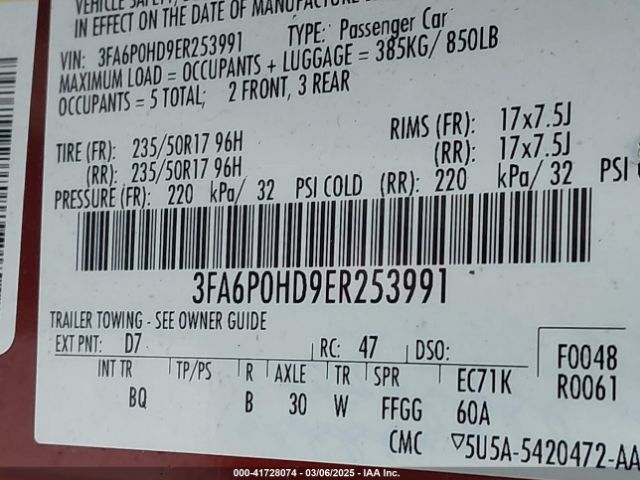 VEHICLE SAFETY
IN EFFECT ON THE DATE OF MANUFACTURE
VIN: 3FA6P0HD9ER253991 TYPE: Passenger Car
MAXIMUM LOAD = OCCUPANTS + LUGGAGE = 385KG/ 850LB
OCCUPANTS = 5 TOTAL; 2 FRONT, 3 REAR
TIRE (FR): 235/50R17 96H RIMS (FR): 17x7.5J
(RR): 235/50R17 96H (RR): 17x7.5J
PRESSURE (FR): 220 kPa/ 32 PSI COLD (RR): 220 kPa/ 32 PSI
3FA6P0HD9ER253991
TRAILER TOWING - SEE OWNER GUIDE
EXT PNT: D7 RC: 47 DSO: F0048
INT TR TP/PS R AXLE TR SPR EC71K R0061
BQ B 30 W FFGG 60A
CMC ▽5U5A-5420472-AA
000-41728074 - 03/06/2025 - IAA Inc.